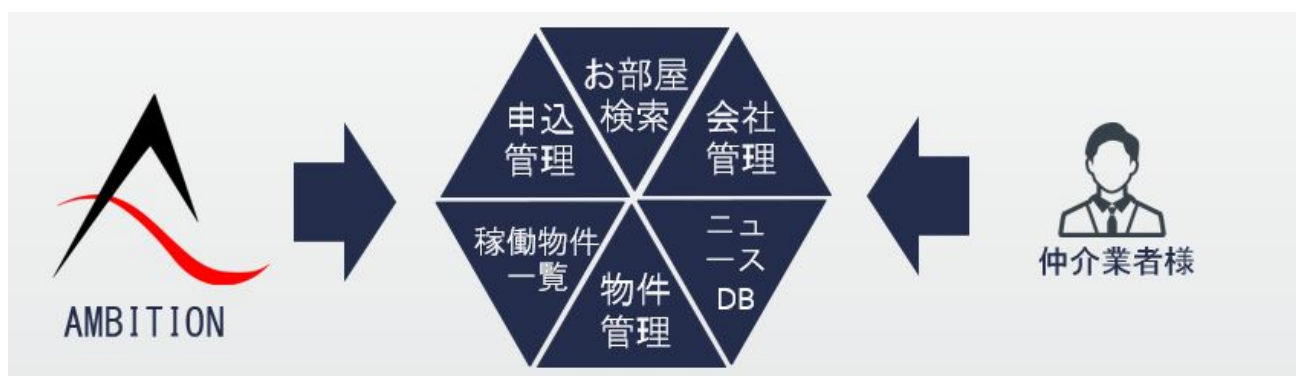 お部屋
検索
申込
管理
会社
管理
稼働物件
一覧
物件
管理
ニュ
ース
DB
AMBITION
仲介業者様